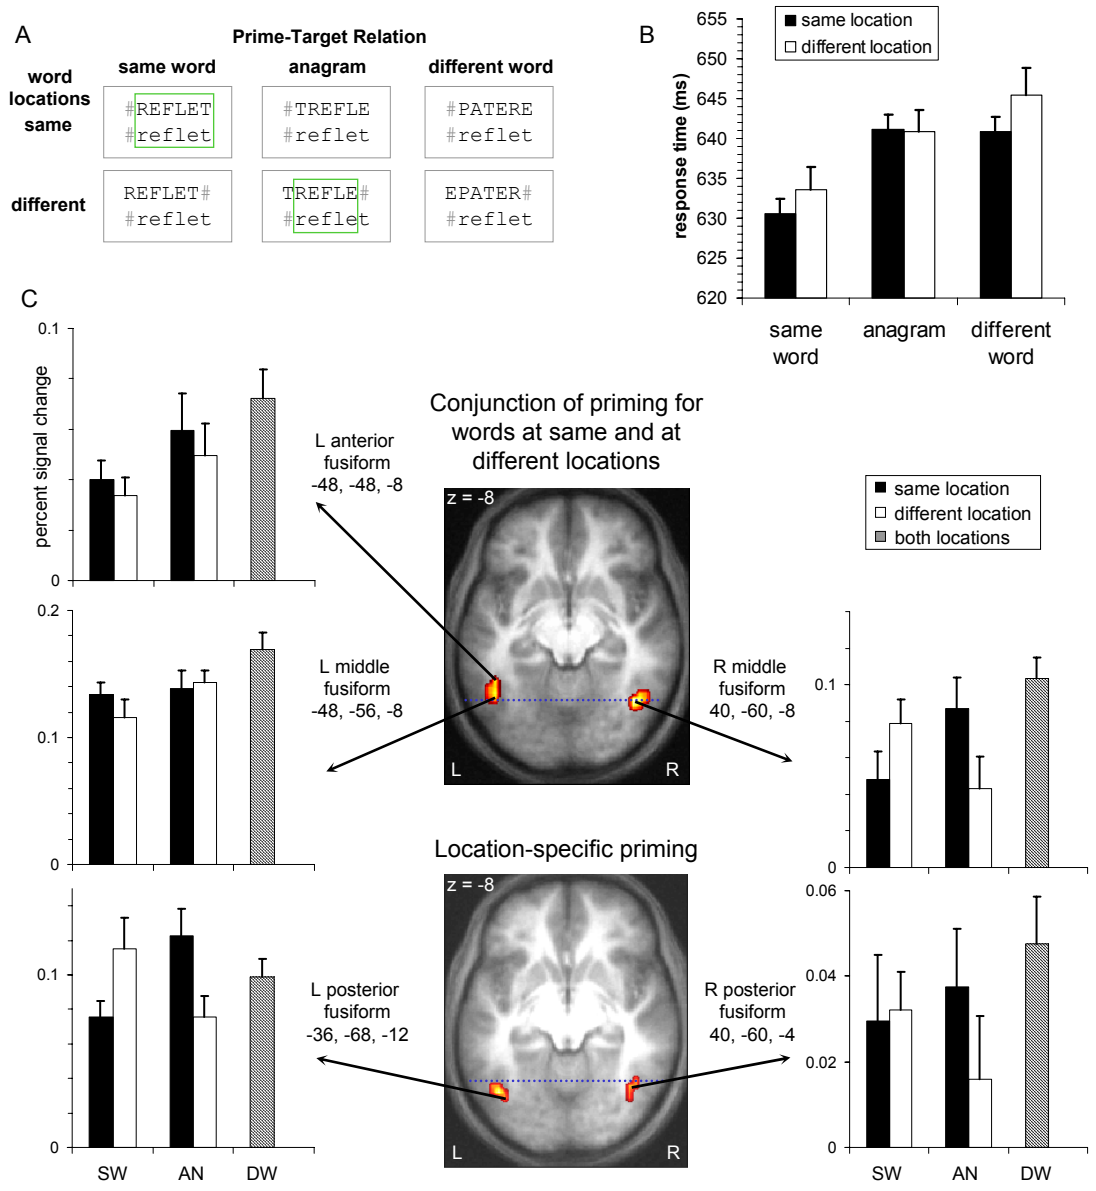 A
Prime-Target Relation
same word
anagram
different word
word
locations
same
#REFLET
#reflet
#TREFLE
#reflet
#PATERE
#reflet
different
REFLET#
#reflet
TREFLE#
#reflet
EPATER#
#reflet
B
same location
different location
response time (ms)
655
650
645
640
635
630
625
620
same
word
anagram
different
word
C
percent signal change
0.1
0
L anterior
fusiform
-48, -48, -8
Conjunction of priming for
words at same and at
different locations
z = -8
L
R
same location
different location
both locations
0.2
0.1
0
L middle
fusiform
-48, -56, -8
R middle
fusiform
40, -60, -8
0.1
0
Location-specific priming
z = -8
L
R
0.1
0
SW
AN
DW
L posterior
fusiform
-36, -68, -12
R posterior
fusiform
40, -60, -4
0.06
0.04
0.02
0
SW
AN
DW